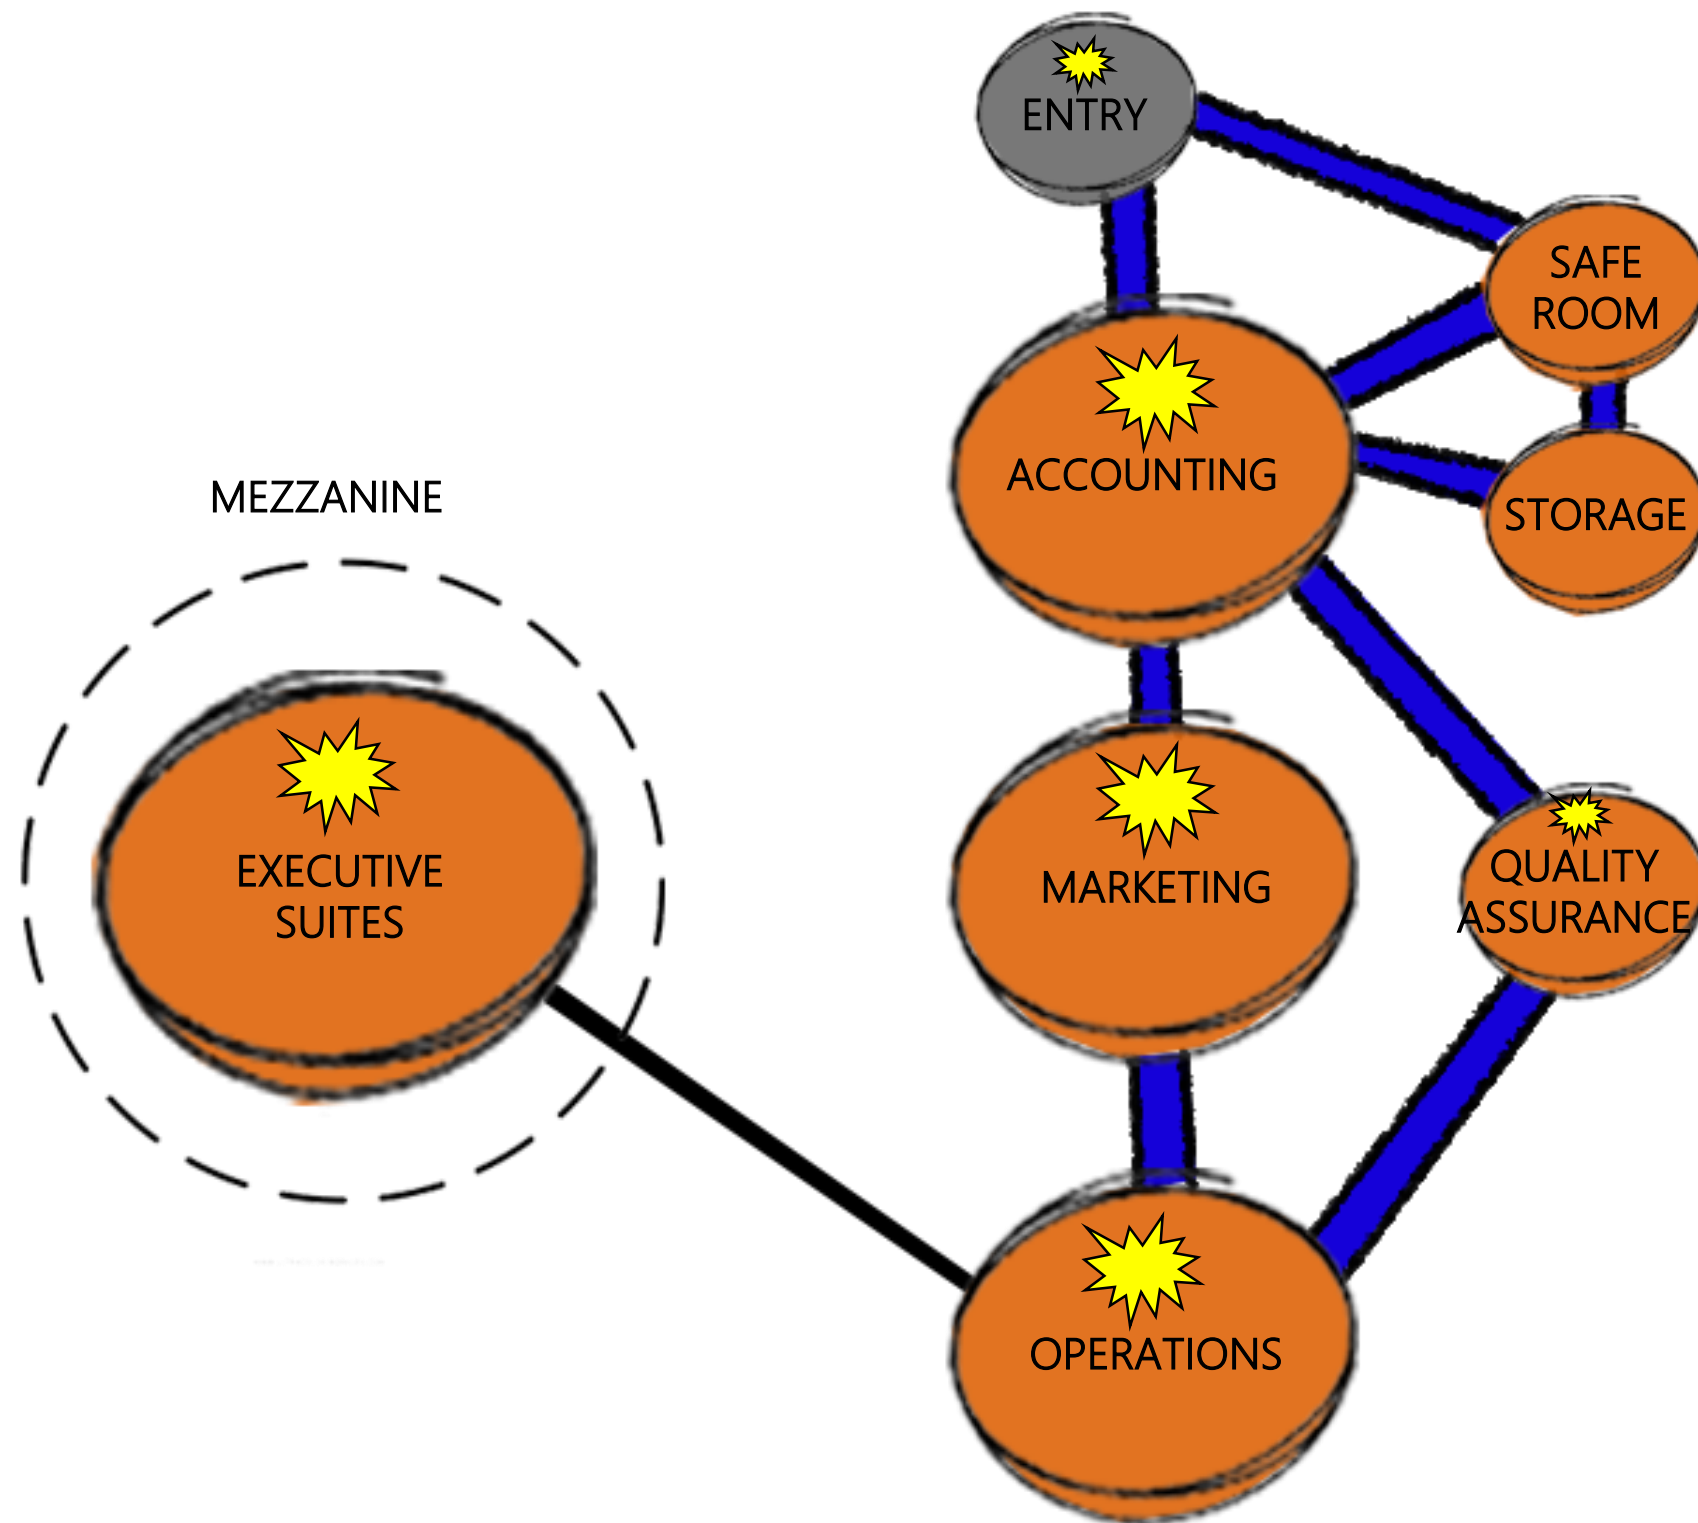 ENTRY
SAFE
ROOM
ACCOUNTING
STORAGE
MEZZANINE
EXECUTIVE
SUITES
MARKETING
QUALITY
ASSURANCE
OPERATIONS